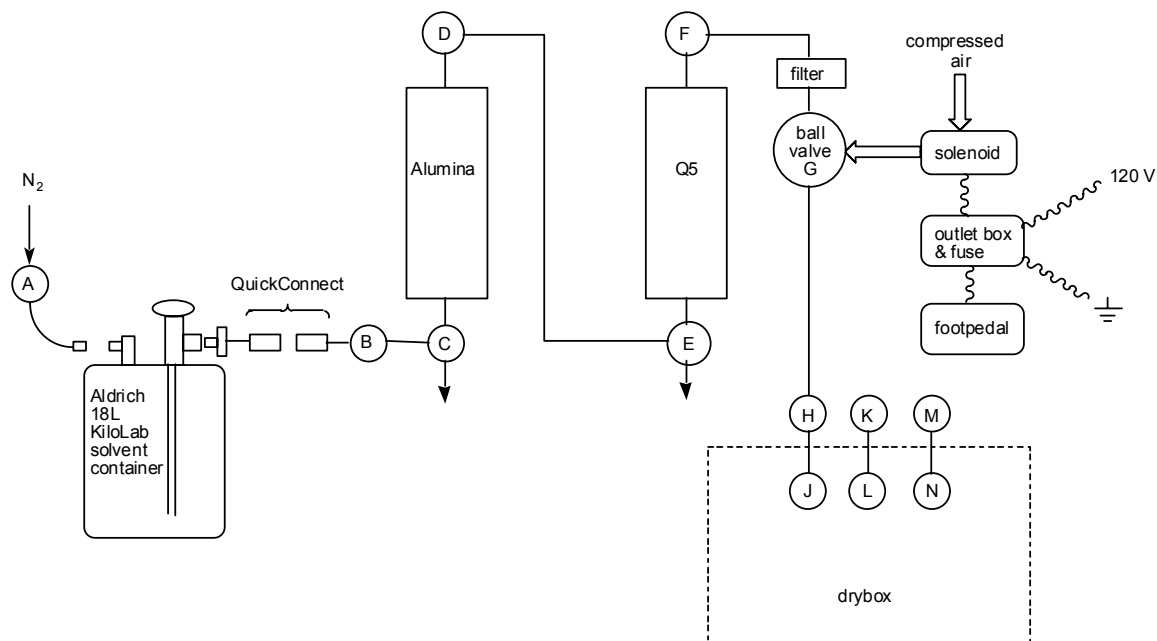 D
F
compressed
air
filter
ball
valve
G
solenoid
Alumina
Q5
N2
120 V
outlet box
& fuse
A
QuickConnect
footpedal
B
C
E
Aldrich
18L
KiloLab
solvent
container
H
K
M
J
L
N
drybox